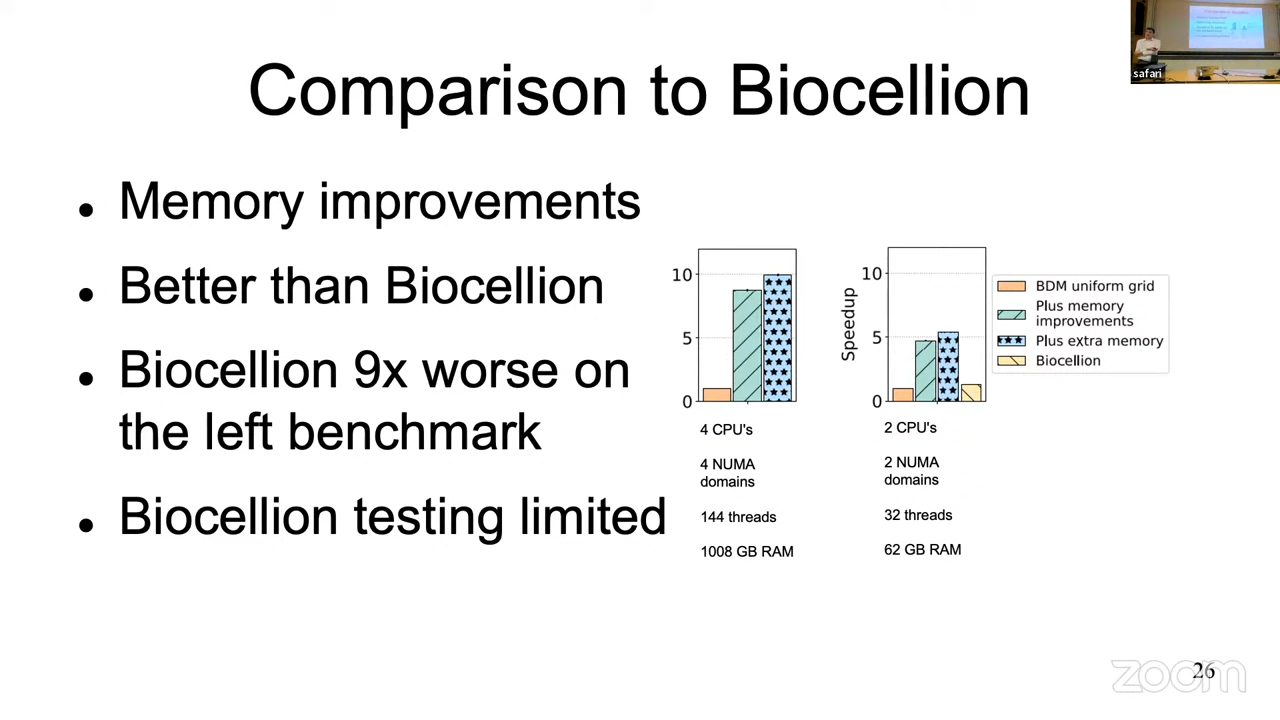 Comparison to Biocellion
safari
• Memory improvements
• Better than Biocellion
• Biocellion 9x worse on
the left benchmark
• Biocellion testing limited
10
5
0
4 CPU's
4 NUMA
domains
144 threads
1008 GB RAM
Speedup
10
5
0
2 CPU's
2 NUMA
domains
32 threads
62 GB RAM
BDM uniform grid
Plus memory
improvements
Plus extra memory
Biocellion
26
zoom